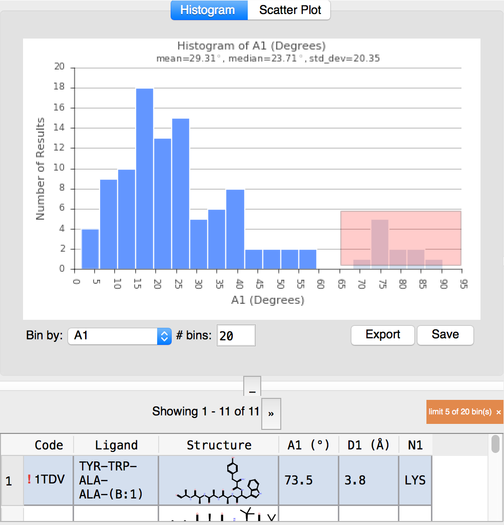 Histogram Scatter Plot
Histogram of A1 (Degrees)
mean=29.31°, median=23.71°, std_dev=20.35
Number of Results
20
18
16
14
12
10
8
6
4
2
0
0 5 10 15 20 25 30 35 40 45 50 55 60 65 70 75 80 85 90 95
A1 (Degrees)
Bin by: A1 # bins: 20 Export Save
−
Showing 1 - 11 of 11 » limit 5 of 20 bin(s) ×
Code Ligand Structure A1 (°) D1 (Å) N1
1 ! 1TDV TYR-TRP-
ALA-
ALA-(B:1) 73.5 3.8 LYS